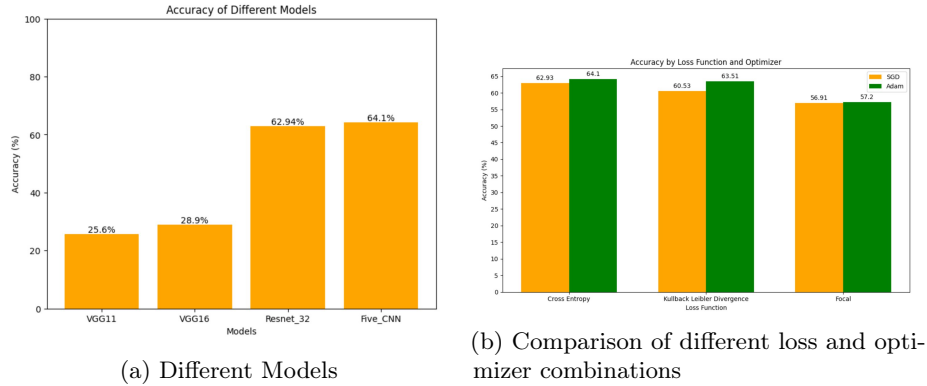 Accuracy of Different Models
100
80
60
40
20
0
Accuracy (%)
25.6%
28.9%
62.94%
64.1%
VGG11
VGG16
Resnet_32
Five_CNN
Models
(a) Different Models
Accuracy by Loss Function and Optimizer
65
60
55
50
45
40
35
30
25
20
15
10
5
0
Accuracy (%)
62.93
64.1
60.53
63.51
56.91
57.2
SGD
Adam
Cross Entropy
Kullback Leibler Divergence
Focal
Loss Function
(b) Comparison of different loss and opti-
mizer combinations